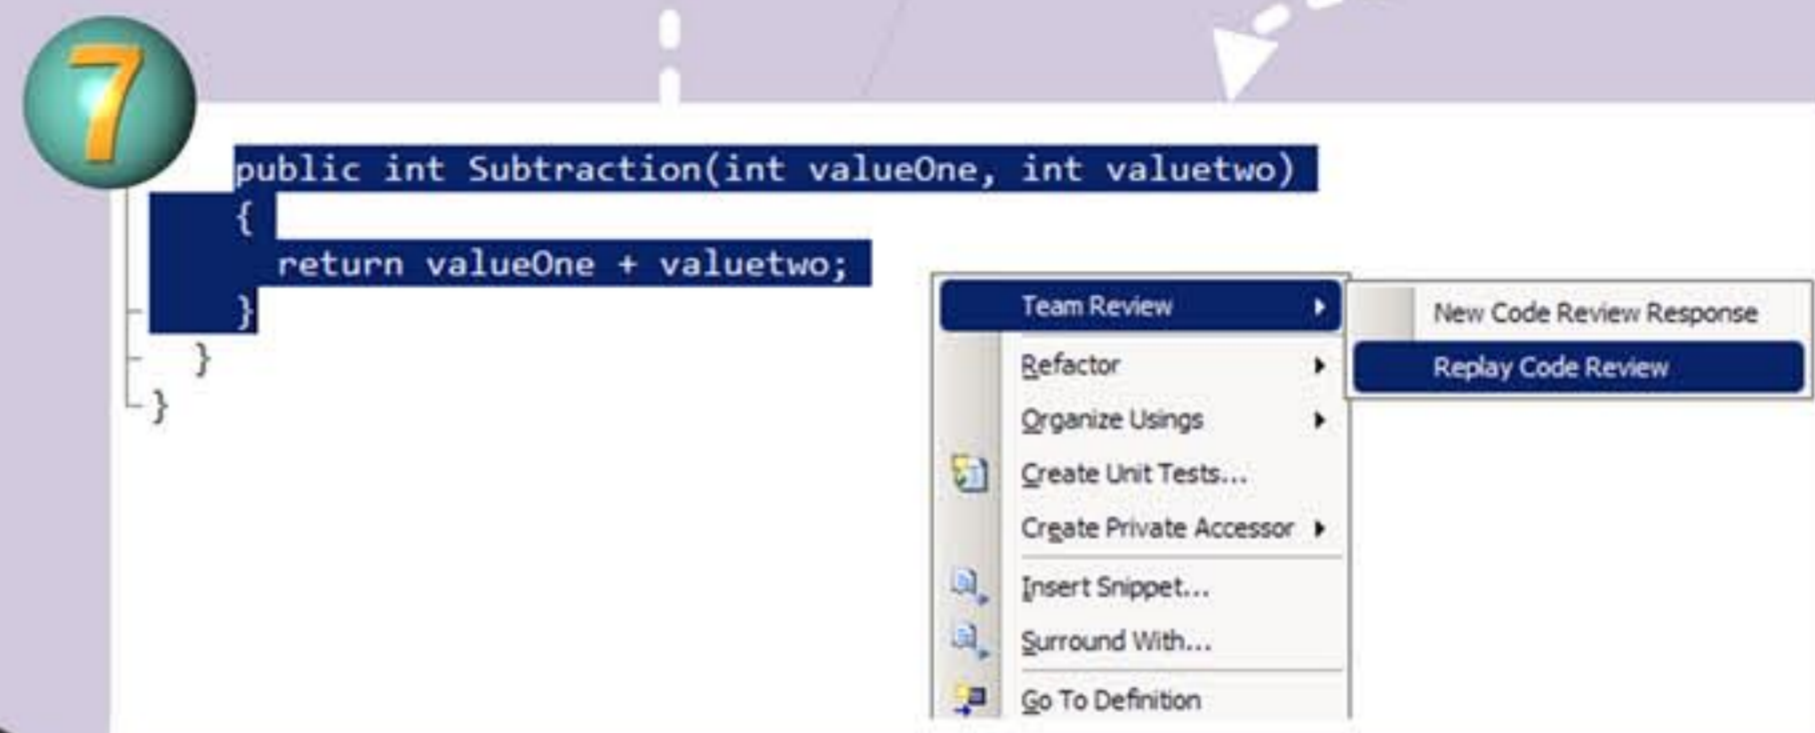 7
public int Subtraction(int valueOne, int valuetwo)
{
return valueOne + valuetwo;
}
}
}
Team Review
Refactor
Organize Usings
Create Unit Tests...
Create Private Accessor
Insert Snippet...
Surround With...
Go To Definition
New Code Review Response
Replay Code Review